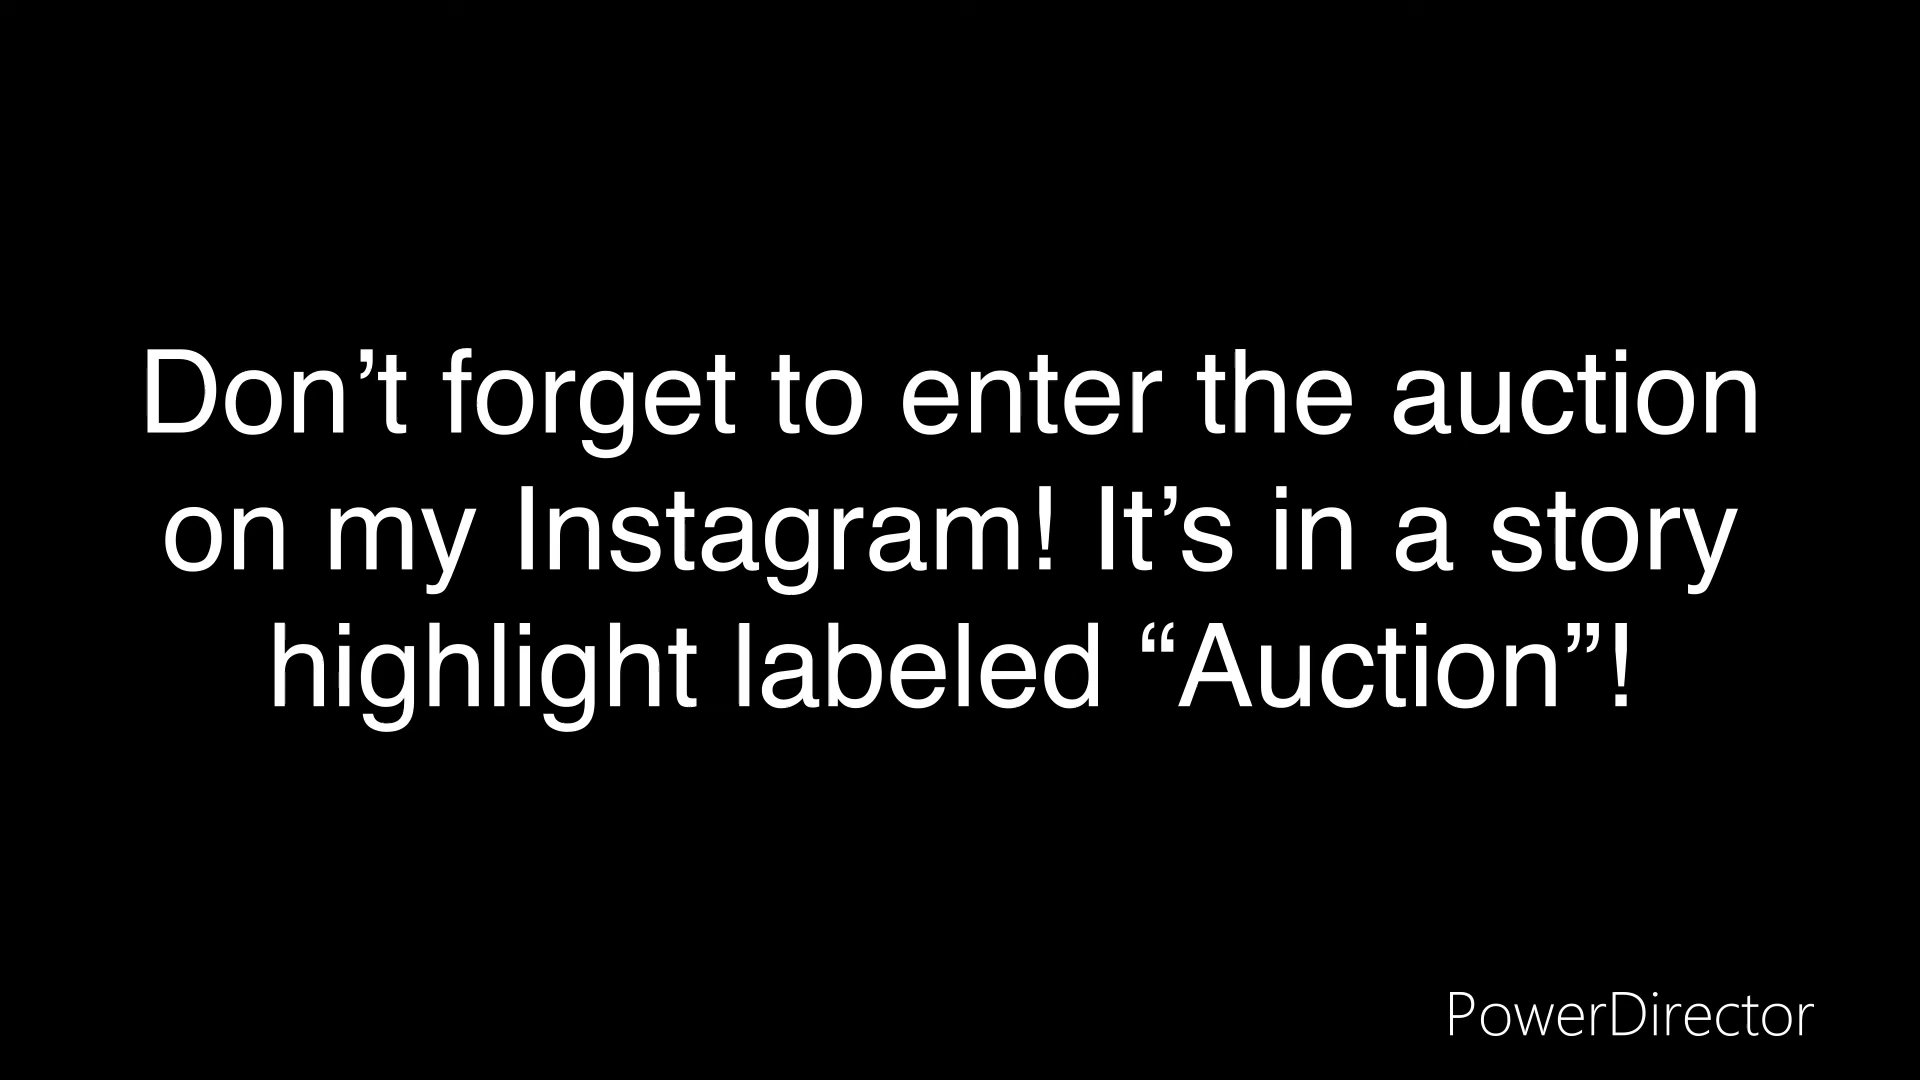 Don’t forget to enter the auction
on my Instagram! It’s in a story
highlight labeled “Auction”!
PowerDirector